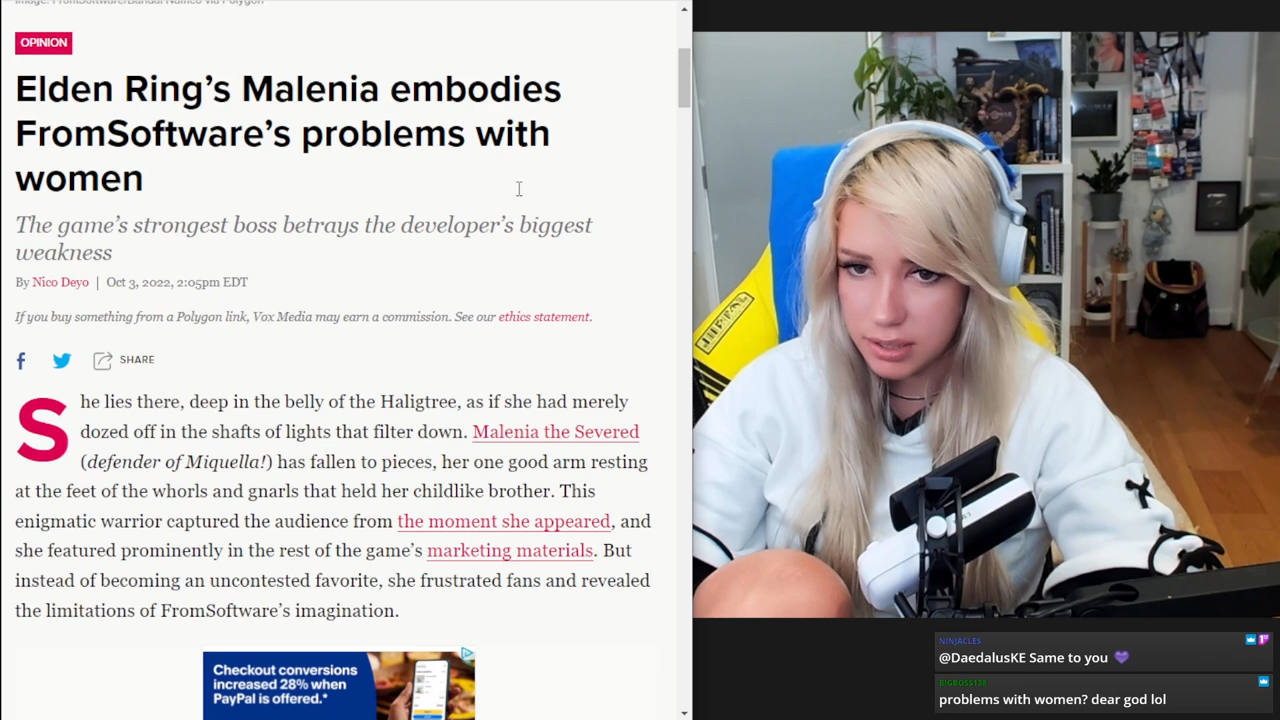 Image: FromSoftware/Bandai Namco via Polygon
OPINION
Elden Ring’s Malenia embodies
FromSoftware’s problems with
women
The game’s strongest boss betrays the developer’s biggest
weakness
By Nico Deyo | Oct 3, 2022, 2:05pm EDT
If you buy something from a Polygon link, Vox Media may earn a commission. See our ethics statement.
SHARE
She lies there, deep in the belly of the Haligtree, as if she had merely
dozed off in the shafts of lights that filter down. Malenia the Severed
(defender of Miquella!) has fallen to pieces, her one good arm resting
at the feet of the whorls and gnarls that held her childlike brother. This
enigmatic warrior captured the audience from the moment she appeared, and
she featured prominently in the rest of the game’s marketing materials. But
instead of becoming an uncontested favorite, she frustrated fans and revealed
the limitations of FromSoftware’s imagination.
Checkout conversions
increased 28% when
PayPal is offered.*
NINJACLES
@DaedalusKE Same to you
problems with women? dear god lol